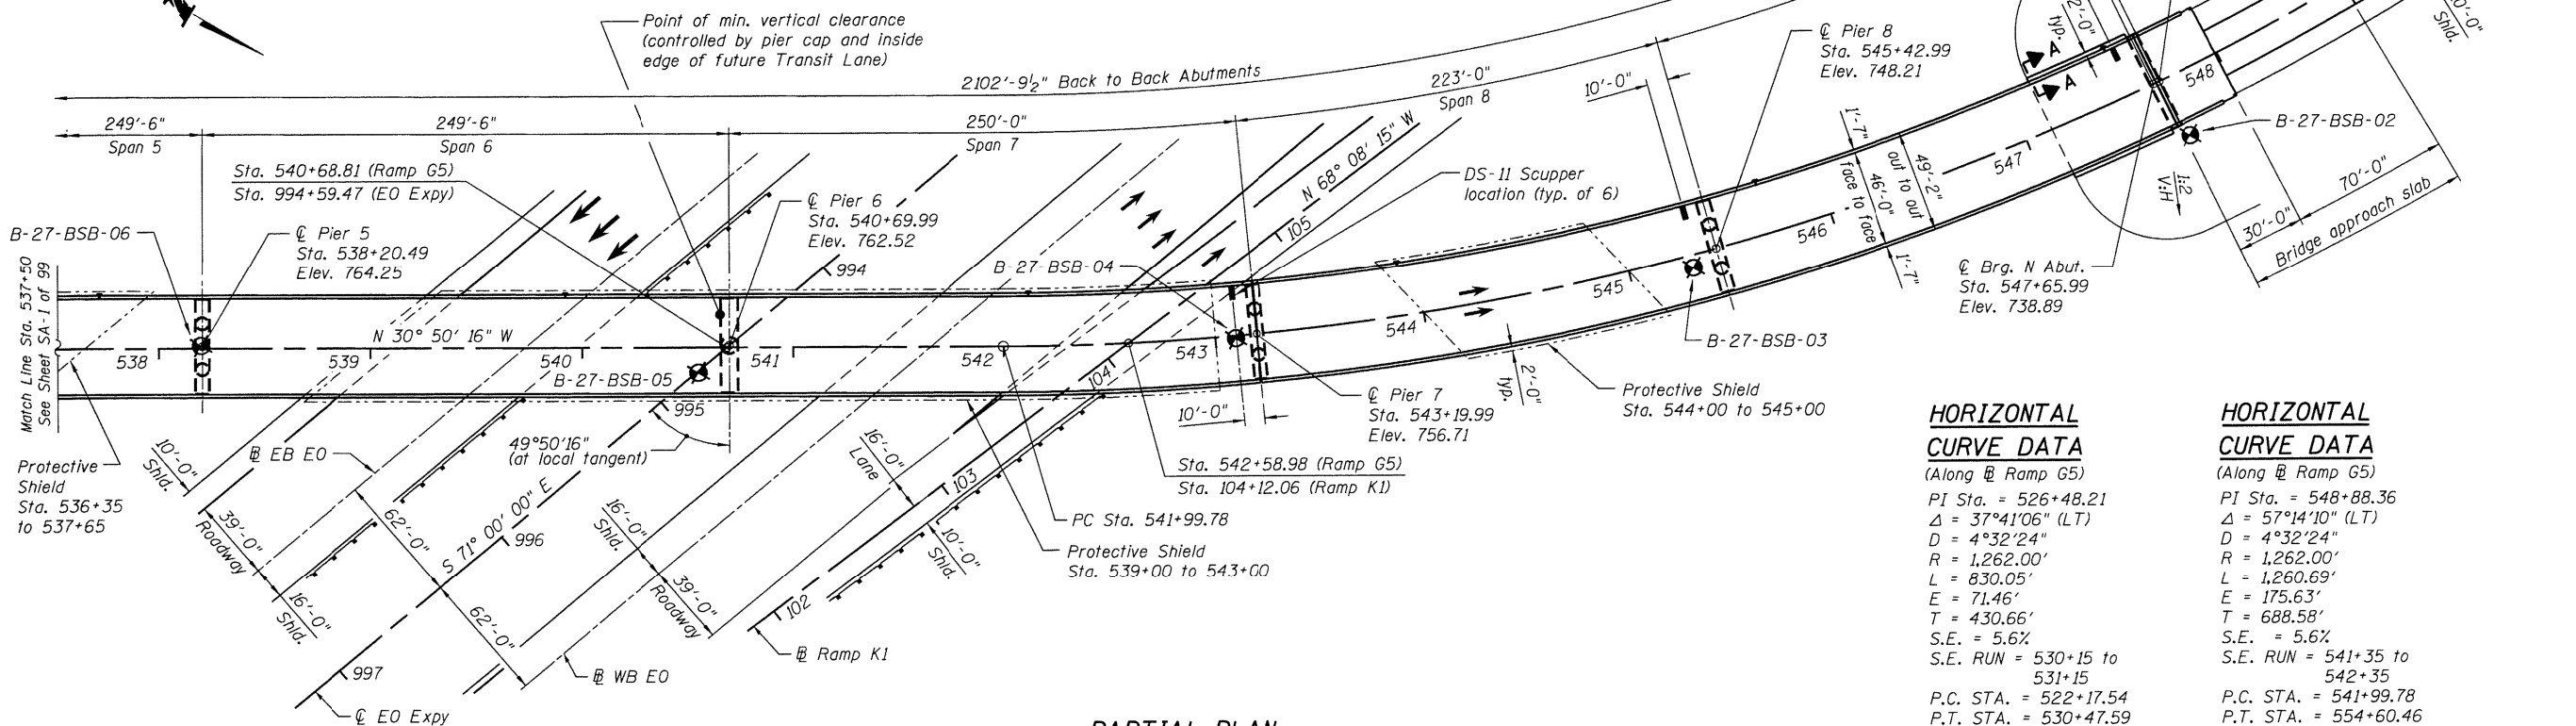 Point of min. vertical clearance
(controlled by pier cap and inside
edge of future Transit Lane)
2102'-9½" Back to Back Abutments
249'-6"
Span 5
249'-6"
Span 6
250'-0"
Span 7
223'-0"
Span 8
10'-0"
℄ Pier 8
Sta. 545+42.99
Elev. 748.21
2'-0"
typ.
A
A
548
Shld.
B-27-BSB-02
Sta. 540+68.81 (Ramp G5)
Sta. 994+59.47 (EO Expy)
℄ Pier 6
Sta. 540+69.99
Elev. 762.52
N 68° 08' 15" W
DS-11 Scupper
location (typ. of 6)
1'-7"
46'-0"
face to face
49'-2"
out to out
1'-7"
547
1:2
V:H
70'-0"
30'-0"
Bridge approach slab
B-27-BSB-06
℄ Pier 5
Sta. 538+20.49
Elev. 764.25
994
105
B-27-BSB-04
546
545
544
℄ Brg. N Abut.
Sta. 547+65.99
Elev. 738.89
Match Line Sta. 537+50
See Sheet SA-1 of 99
N 30° 50' 16" W
538
539
540
541
542
543
B-27-BSB-05
104
B-27-BSB-03
995
49°50'16"
(at local tangent)
10'-0"
℄ Pier 7
Sta. 543+19.99
Elev. 756.71
2'-0"
typ.
Protective Shield
Sta. 544+00 to 545+00
Protective
Shield
Sta. 536+35
to 537+65
10'-0"
Shld.
℔ EB EO
39'-0"
Roadway
16'-0"
Shld.
62'-0"
S 71° 00' 00" E
996
62'-0"
16'-0"
Shld.
39'-0"
Roadway
16'-0"
Lane
103
10'-0"
Shld.
Sta. 542+58.98 (Ramp G5)
Sta. 104+12.06 (Ramp K1)
PC Sta. 541+99.78
Protective Shield
Sta. 539+00 to 543+00
102
℔ Ramp K1
℔ WB EO
997
℄ EO Expy
HORIZONTAL
CURVE DATA
(Along ℔ Ramp G5)
PI Sta. = 526+48.21
Δ = 37°41'06" (LT)
D = 4°32'24"
R = 1,262.00'
L = 830.05'
E = 71.46'
T = 430.66'
S.E. = 5.6%
S.E. RUN = 530+15 to
531+15
P.C. STA. = 522+17.54
P.T. STA. = 530+47.59
HORIZONTAL
CURVE DATA
(Along ℔ Ramp G5)
PI Sta. = 548+88.36
Δ = 57°14'10" (LT)
D = 4°32'24"
R = 1,262.00'
L = 1,260.69'
E = 175.63'
T = 688.58'
S.E. = 5.6%
S.E. RUN = 541+35 to
542+35
P.C. STA. = 541+99.78
P.T. STA. = 554+60.46
PARTIAL PLAN